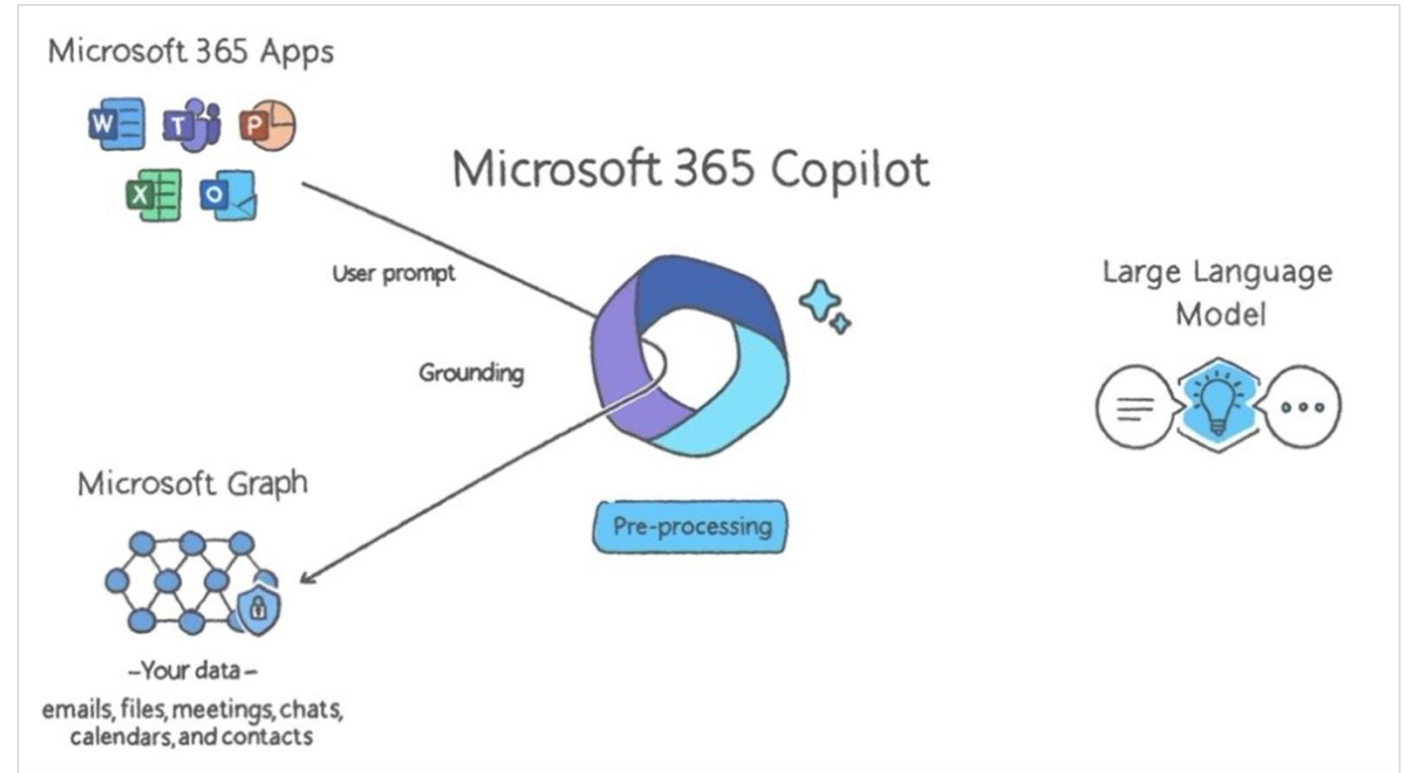 Microsoft 365 Apps
W
T
P
X
O
Microsoft 365 Copilot
User prompt
Grounding
Large Language
Model
Pre-processing
Microsoft Graph
–Your data–
emails, files, meetings, chats,
calendars, and contacts